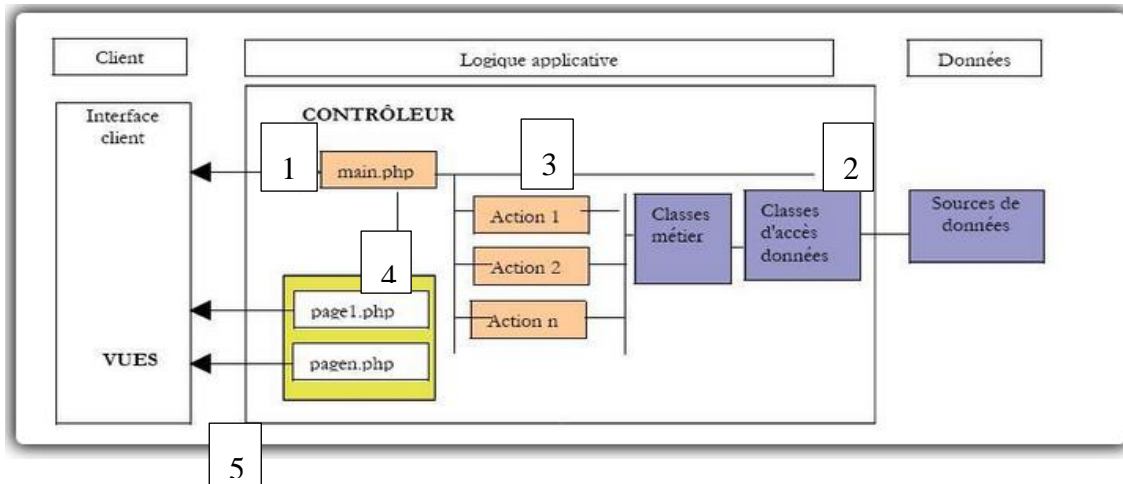 Client
Logique applicative
Données
Interface
client
CONTRÔLEUR
1
main.php
3
2
Action 1
Classes
métier
Classes
d'accès
données
Sources de
données
4
Action 2
page1.php
Action n
VUES
pagen.php
5